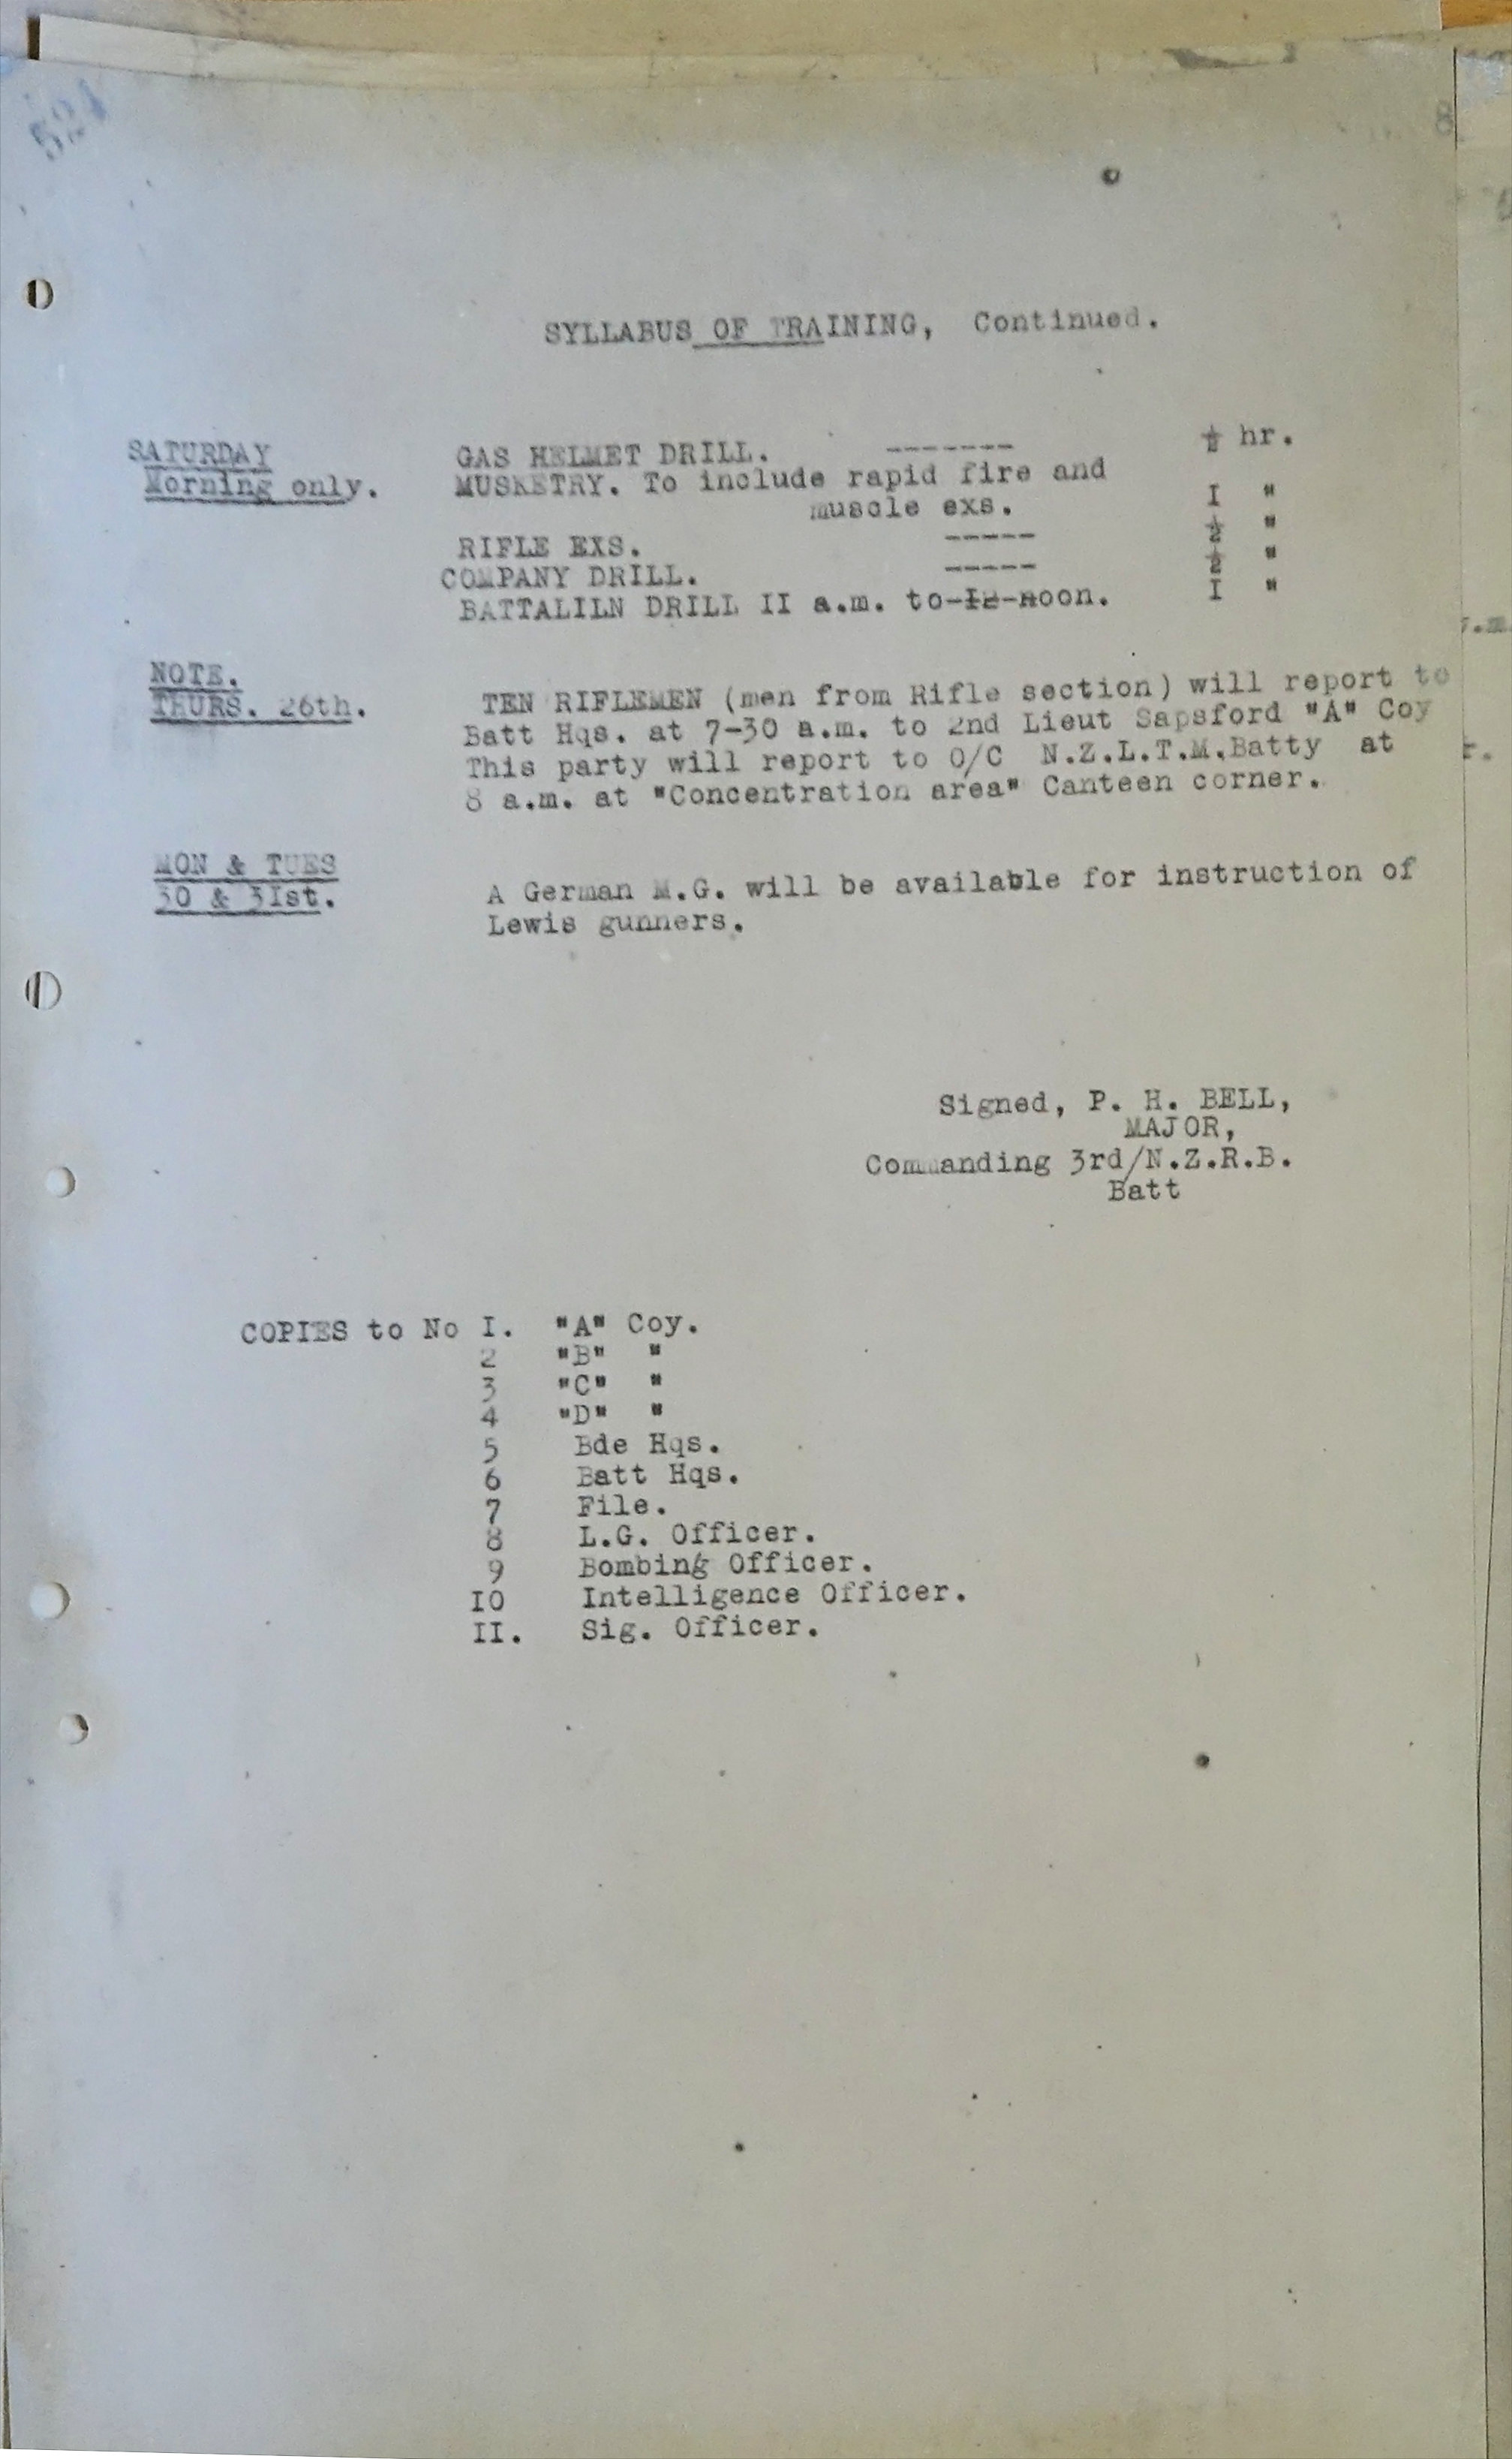 524
SYLLABUS OF TRAINING, Continued.
SATURDAY GAS HELMET DRILL. ------- ½ hr.
Morning only. MUSKETRY. To include rapid fire and
muscle exs. I "
RIFLE EXS. ----- ½ "
COMPANY DRILL. ----- ½ "
BATTALILN DRILL II a.m. to-I2-noon. I "
NOTE.
THURS. 26th. TEN RIFLEMEN (men from Rifle section) will report to
Batt Hqs. at 7-30 a.m. to 2nd Lieut Sapsford "A" Coy
This party will report to O/C N.Z.L.T.M.Batty at
8 a.m. at "Concentration area" Canteen corner.
MON & TUES
30 & 3Ist. A German M.G. will be available for instruction of
Lewis gunners.
Signed, P. H. BELL,
MAJOR,
Commanding 3rd/N.Z.R.B.
Batt
COPIES to No I. "A" Coy.
2 "B" "
3 "C" "
4 "D" "
5 Bde Hqs.
6 Batt Hqs.
7 File.
8 L.G. Officer.
9 Bombing Officer.
IO Intelligence Officer.
II. Sig. Officer.